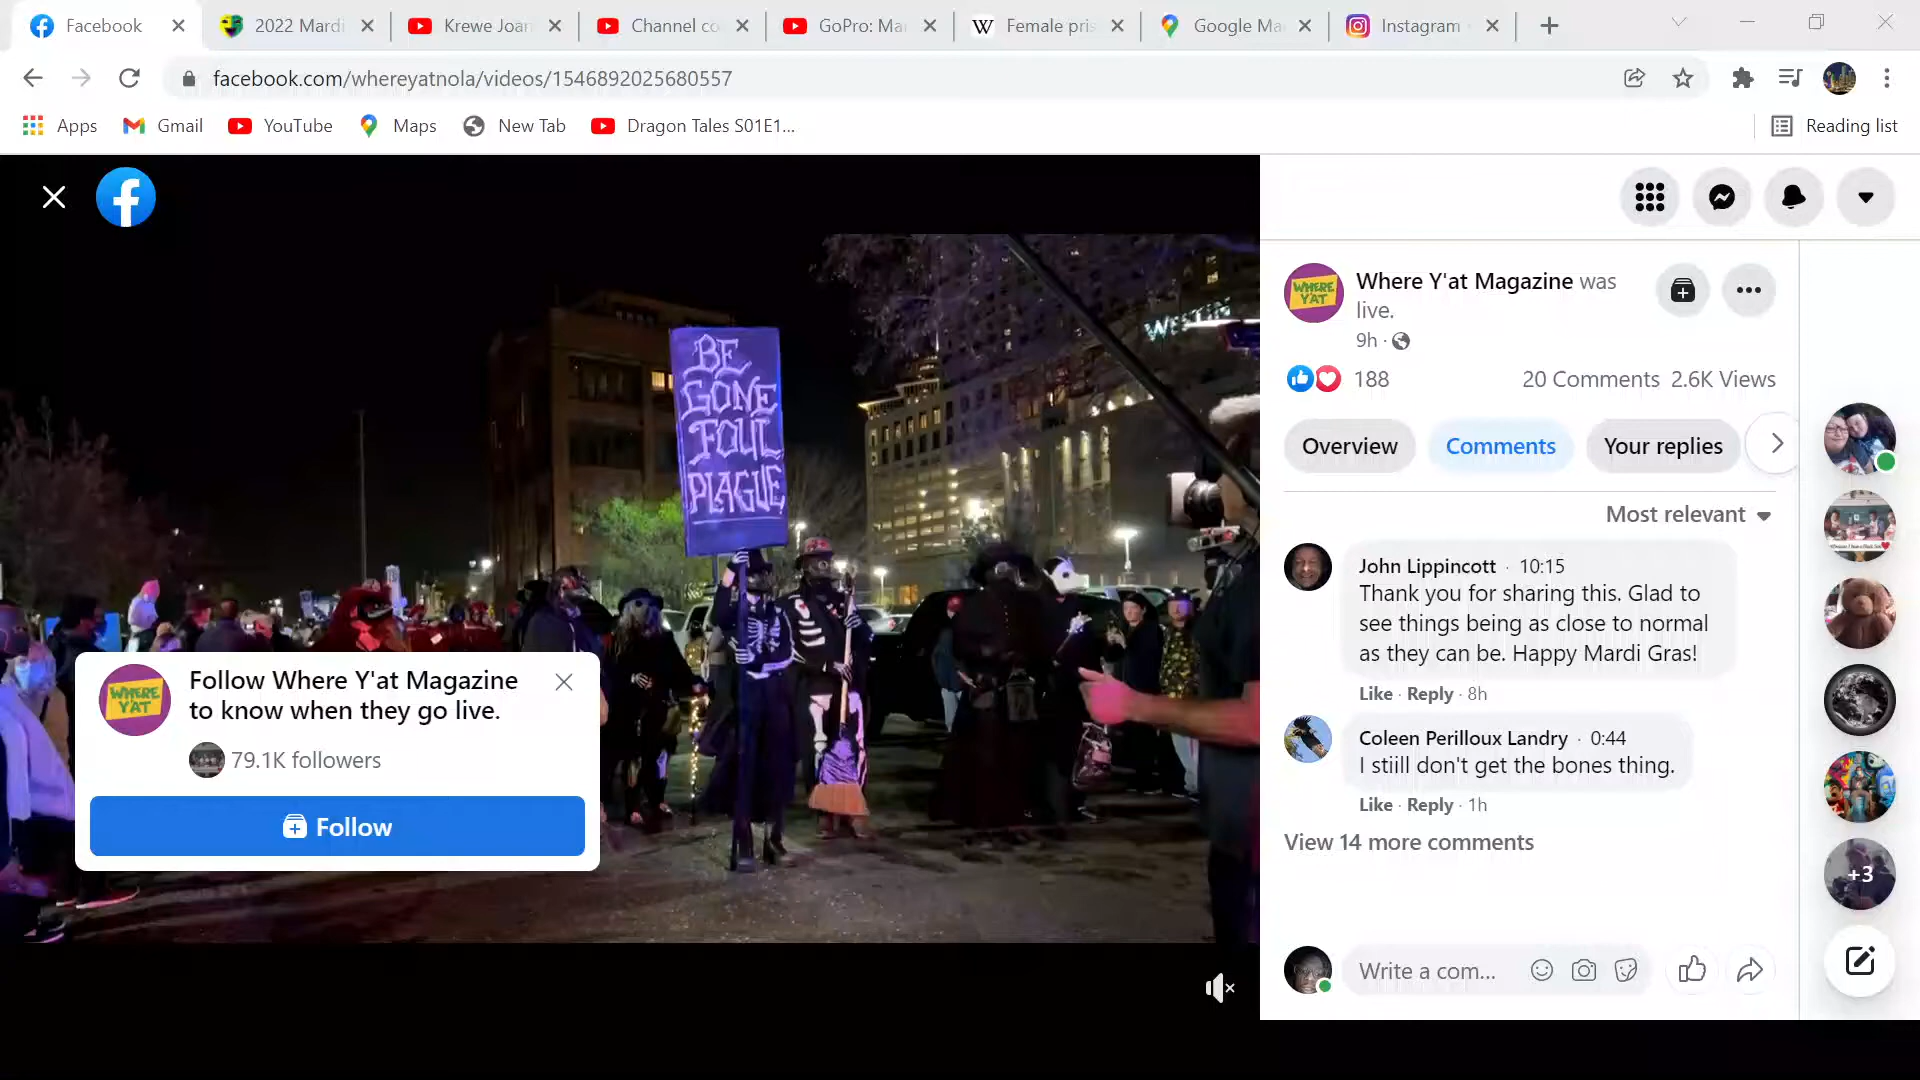 Facebook
2022 Mardi
Krewe Joan
Channel co
GoPro: Mar
Female pris
Google Ma
Instagram
facebook.com/whereyatnola/videos/1546892025680557
Apps
Gmail
YouTube
Maps
New Tab
Dragon Tales S01E1...
Reading list
BE
GONE
FOUL
PLAGUE
WESTIN
WHERE
Y'AT
Follow Where Y'at Magazine
to know when they go live.
79.1K followers
Follow
WHERE
Y'AT
Where Y'at Magazine was
live.
9h ·
188
20 Comments 2.6K Views
Overview
Comments
Your replies
Most relevant
John Lippincott · 10:15
Thank you for sharing this. Glad to
see things being as close to normal
as they can be. Happy Mardi Gras!
Like · Reply · 8h
Coleen Perilloux Landry · 0:44
I stiill don't get the bones thing.
Like · Reply · 1h
View 14 more comments
Write a com...
+3